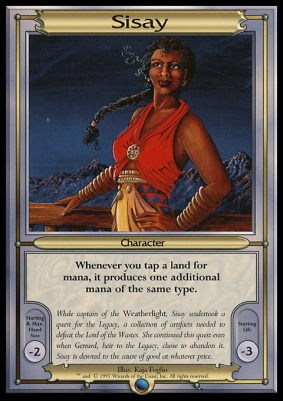 Sisay
Character
Whenever you tap a land for
mana, it produces one additional
mana of the same type.
Starting
& Max.
Hand
Size
-2
While captain of the Weatherlight, Sisay undertook a
quest for the Legacy, a collection of artifacts needed to
defeat the Lord of the Wastes. She continued this quest even
when Gerrard, heir to the Legacy, chose to abandon it.
Sisay is devoted to the cause of good at whatever price.
Starting
Life
-3
Illus. Kaja Foglio
™ and © 1997 Wizards of the Coast, Inc. All rights reserved.